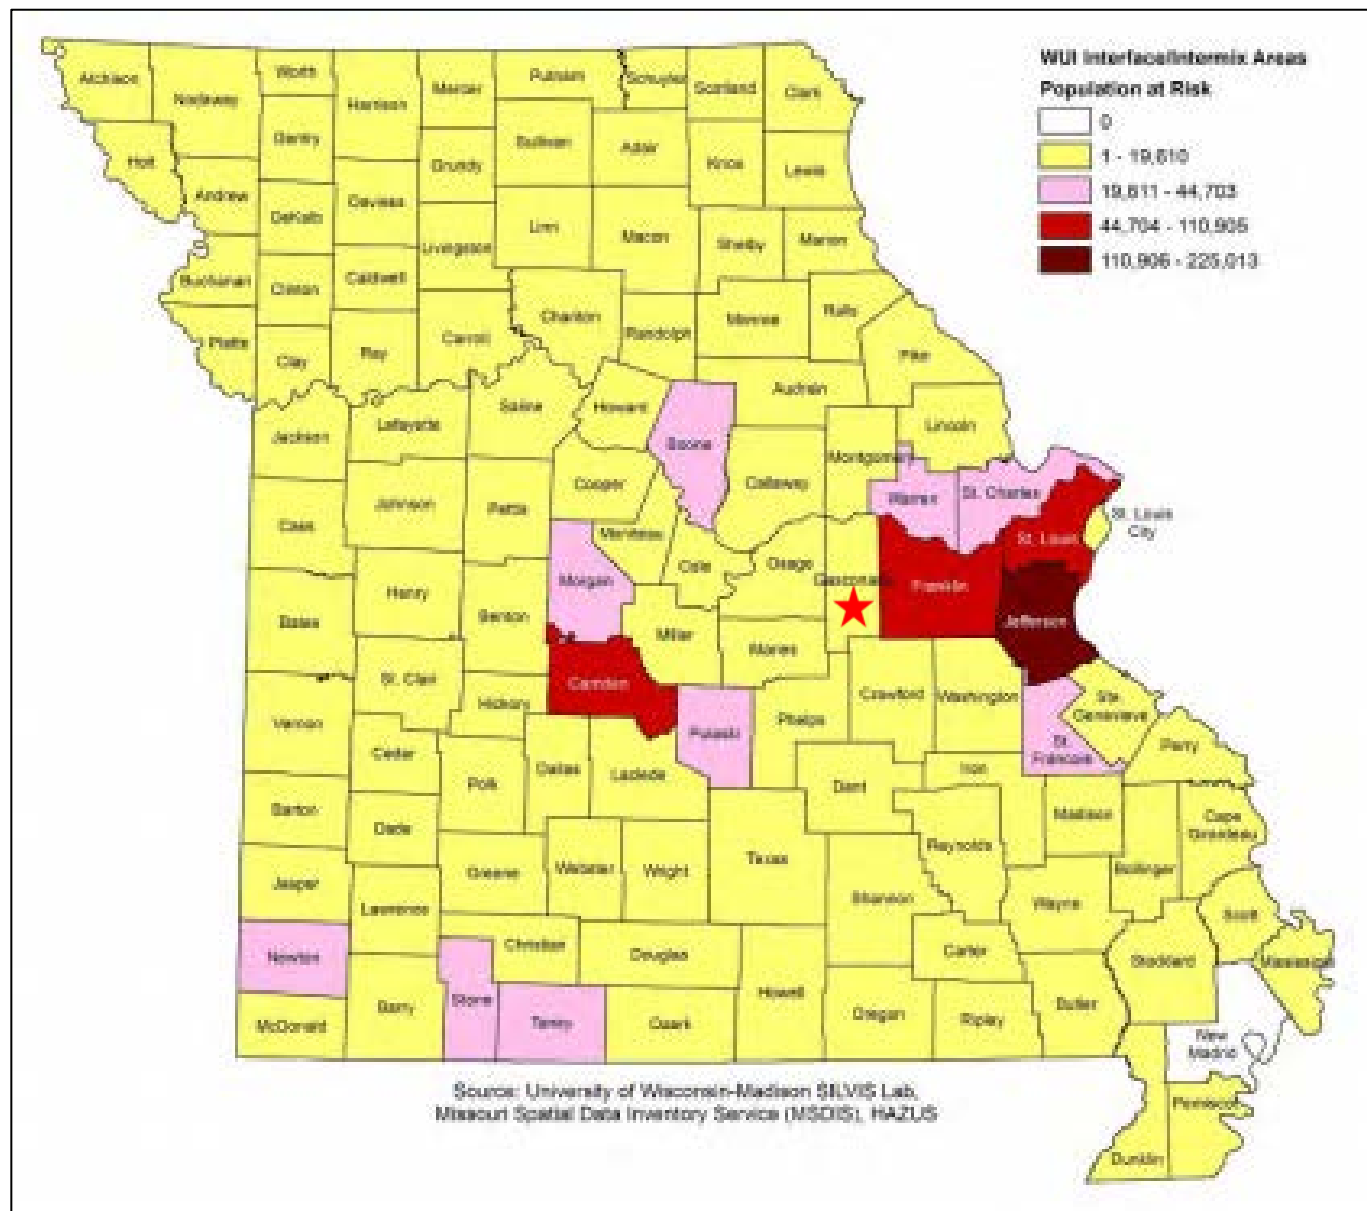 WUI Interface/Intermix Areas
Population at Risk
0
1 - 19,610
19,611 - 44,703
44,704 - 110,905
110,906 - 225,013
Atchison
Nodaway
Worth
Harrison
Mercer
Putnam
Schuyler
Scotland
Clark
Gentry
Sullivan
Adair
Knox
Lewis
Holt
Andrew
Grundy
DeKalb
Daviess
Linn
Macon
Shelby
Marion
Livingston
Buchanan
Clinton
Caldwell
Chariton
Randolph
Monroe
Ralls
Platte
Clay
Ray
Carroll
Pike
Audrain
Saline
Howard
Lafayette
Jackson
Boone
Lincoln
Montgomery
Callaway
Warren
St. Charles
Cooper
Johnson
Pettis
Cass
Moniteau
Cole
Osage
Gasconade
Franklin
St. Louis
St. Louis
City
Morgan
Henry
Benton
Bates
Miller
Maries
Jefferson
St. Clair
Camden
Hickory
Vernon
Pulaski
Phelps
Crawford
Washington
Ste.
Genevieve
St.
Francois
Perry
Cedar
Polk
Dallas
Laclede
Dent
Iron
Barton
Dade
Madison
Cape
Girardeau
Texas
Reynolds
Jasper
Greene
Webster
Wright
Bollinger
Lawrence
Shannon
Wayne
Scott
Newton
Christian
Douglas
Carter
Stoddard
Mississippi
Barry
Stone
Taney
Ozark
Howell
Oregon
Ripley
Butler
McDonald
New
Madrid
Pemiscot
Dunklin
Source: University of Wisconsin-Madison SILVIS Lab,
Missouri Spatial Data Inventory Service (MSDIS), HAZUS